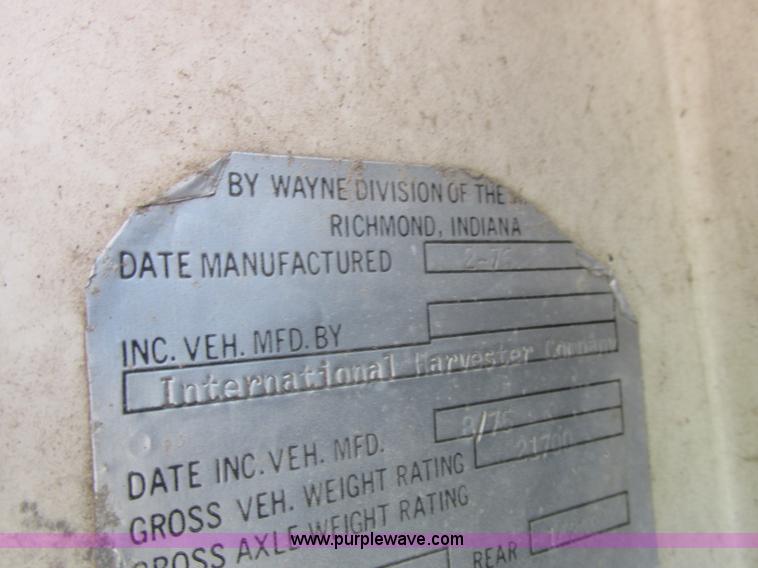 BY WAYNE DIVISION OF THE
RICHMOND, INDIANA
DATE MANUFACTURED
INC. VEH. MFD. BY
International Harvester Company
DATE INC. VEH. MFD. /75
GROSS VEH. WEIGHT RATING
GROSS AXLE WEIGHT RATING
REAR
www.purplewave.com